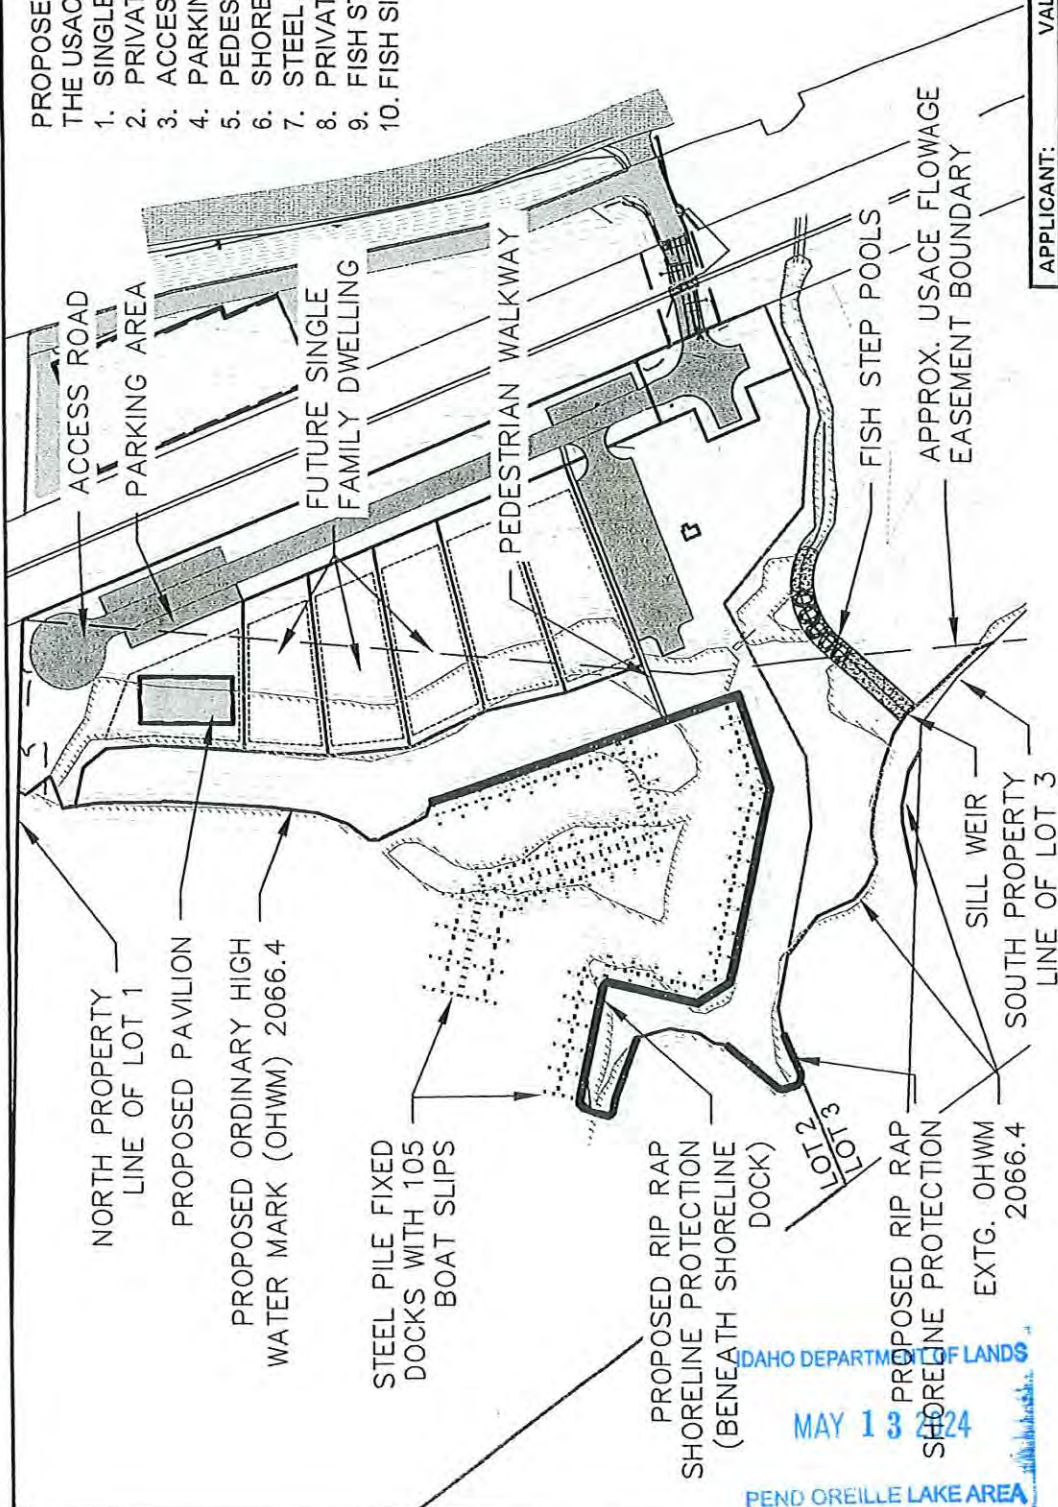 PROPOSE
THE USAC
1. SINGLE
2. PRIVAT
3. ACCES
4. PARKIN
5. PEDES
6. SHORE
7. STEEL
8. PRIVAT
9. FISH ST
10. FISH SI
ACCESS ROAD
PARKING AREA
FUTURE SINGLE
FAMILY DWELLING
PEDESTRIAN WALKWAY
FISH STEP POOLS
APPROX. USACE FLOWAGE
EASEMENT BOUNDARY
NORTH PROPERTY
LINE OF LOT 1
PROPOSED PAVILION
PROPOSED ORDINARY HIGH
WATER MARK (OHWM) 2066.4
STEEL PILE FIXED
DOCKS WITH 105
BOAT SLIPS
PROPOSED RIP RAP
SHORELINE PROTECTION
(BENEATH SHORELINE
DOCK)
LOT 2
LOT 3
PROPOSED RIP RAP
SHORELINE PROTECTION
EXTG. OHWM
2066.4
SILL WEIR
SOUTH PROPERTY
LINE OF LOT 3
APPLICANT:
VAL
IDAHO DEPARTMENT OF LANDS
MAY 13 2024
PEND OREILLE LAKE AREA